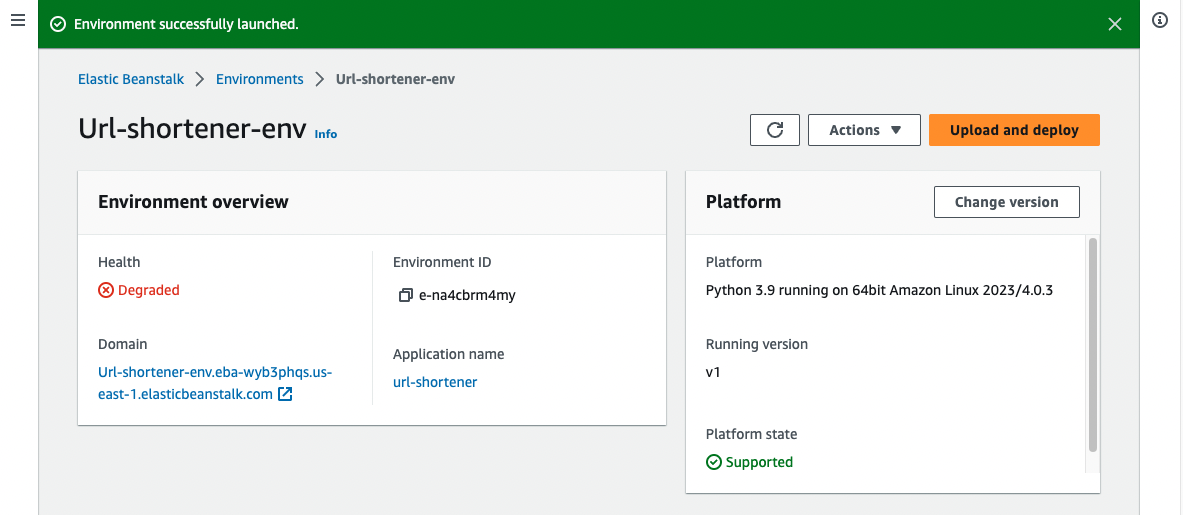 Environment successfully launched.
Elastic Beanstalk > Environments > Url-shortener-env
Url-shortener-env Info
Actions
Upload and deploy
Environment overview
Health
Degraded
Domain
Url-shortener-env.eba-wyb3phqs.us-
east-1.elasticbeanstalk.com
Environment ID
e-na4cbrm4my
Application name
url-shortener
Platform
Change version
Platform
Python 3.9 running on 64bit Amazon Linux 2023/4.0.3
Running version
v1
Platform state
Supported